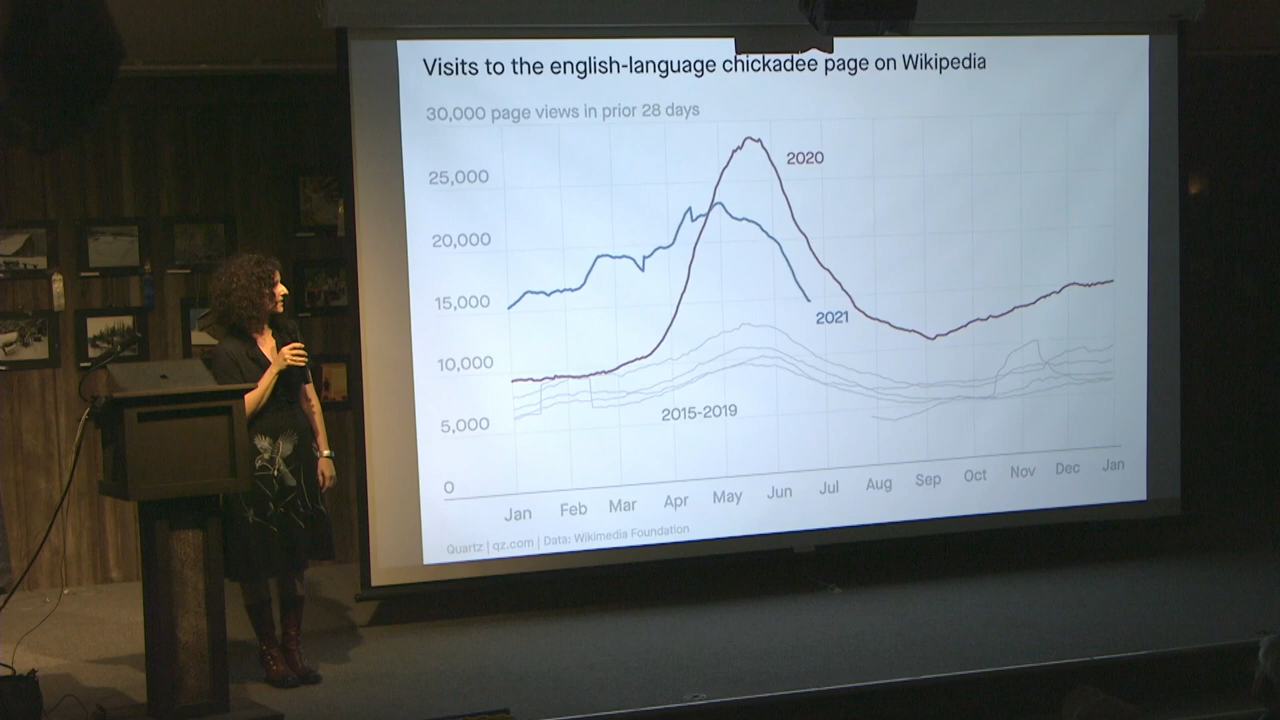 Visits to the english-language chickadee page on Wikipedia
30,000 page views in prior 28 days
2020
25,000
20,000
15,000
2021
10,000
2015-2019
5,000
0
Jan Feb Mar Apr May Jun Jul Aug Sep Oct Nov Dec Jan
Quartz | qz.com | Data: Wikimedia Foundation